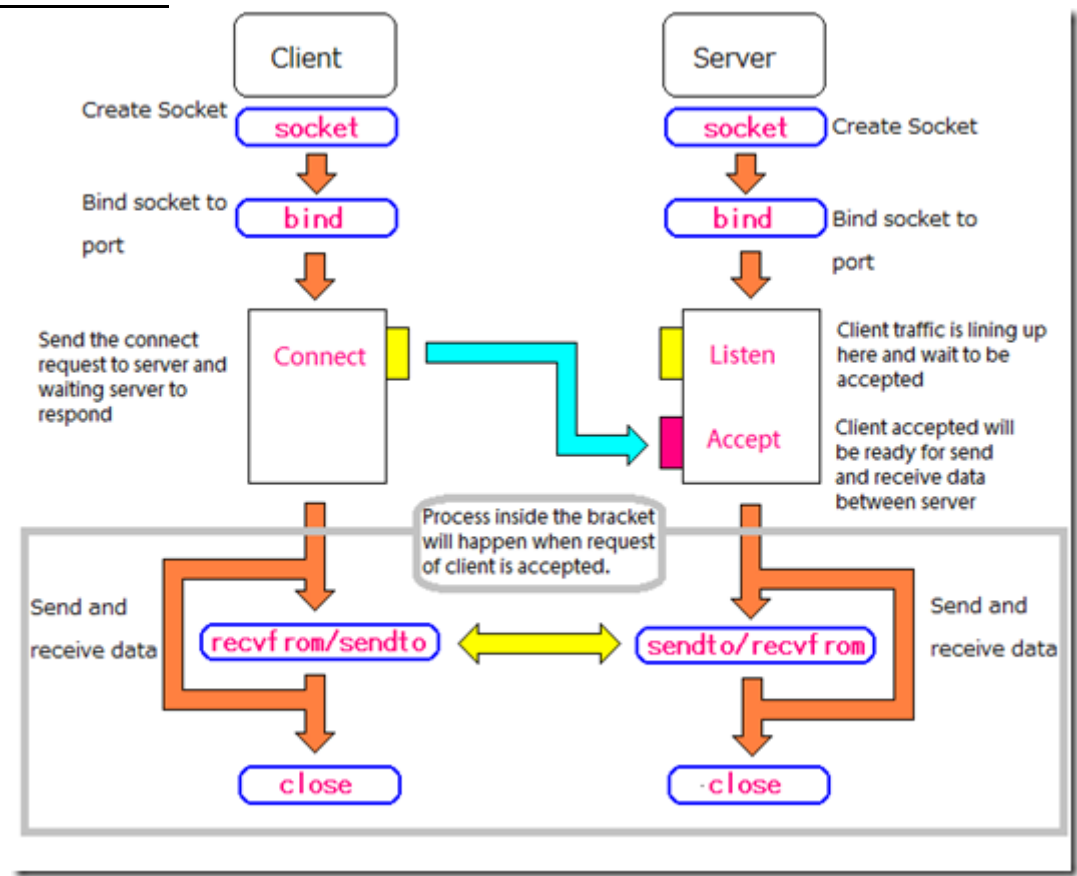 Client
Server
Create Socket
socket
socket
Create Socket
Bind socket to
port
bind
bind
Bind socket to
port
Send the connect
request to server and
waiting server to
respond
Connect
Listen
Accept
Client traffic is lining up
here and wait to be
accepted
Client accepted will
be ready for send
and receive data
between server
Process inside the bracket
will happen when request
of client is accepted.
Send and
receive data
recvfrom/sendto
sendto/recvfrom
Send and
receive data
close
close